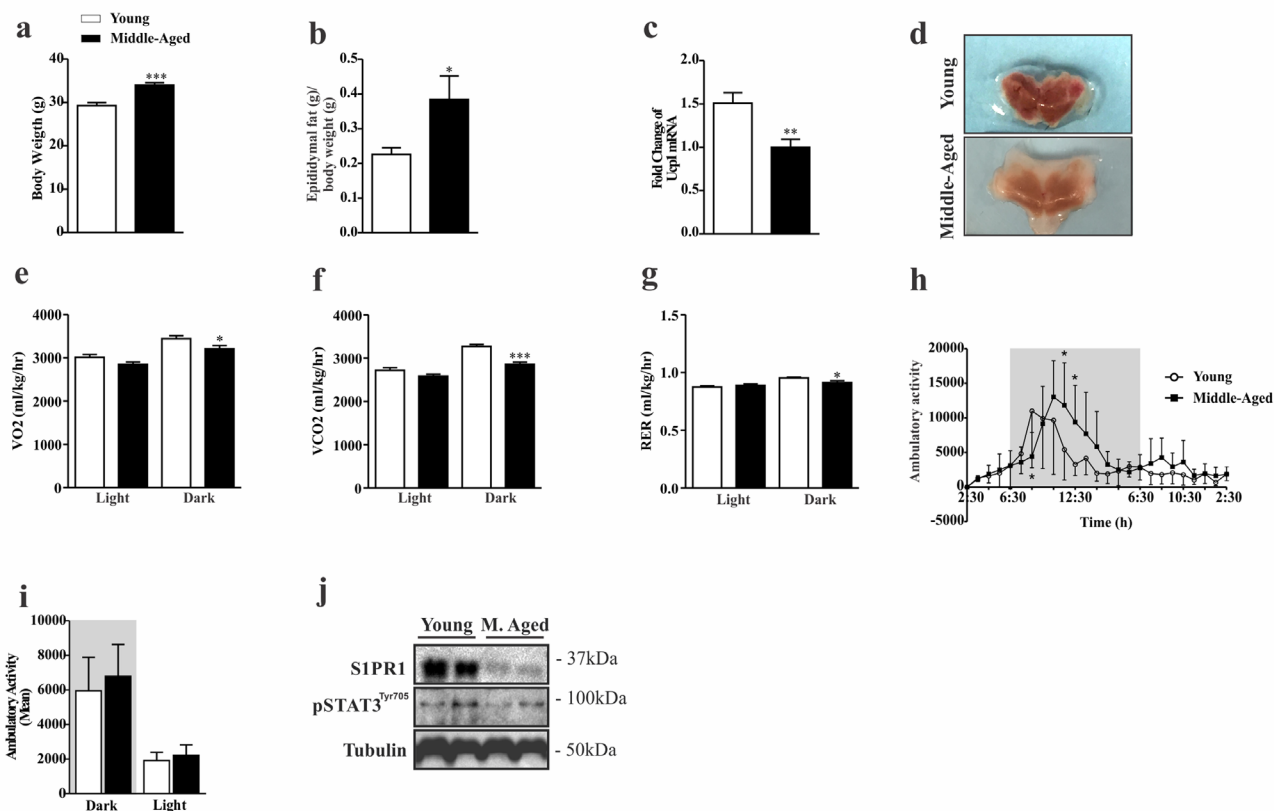 a
Young
Middle-Aged
Body Weigth (g)
40
30
20
10
0
***
b
Epididymal fat (g)/
body weight (g)
0.5
0.4
0.3
0.2
0.1
0.0
*
c
Fold Change of
Ucp1 mRNA
2.0
1.5
1.0
0.5
0.0
**
d
Young
Middle-Aged
e
VO2 (ml/kg/hr)
4000
3000
2000
1000
0
*
Light Dark
f
VCO2 (ml/kg/hr)
4000
3000
2000
1000
0
***
Light Dark
g
RER (ml/kg/hr)
1.5
1.0
0.5
0.0
*
Light Dark
h
Ambulatory activity
20000
15000
10000
5000
0
-5000
*
*
*
2:30 6:30 12:30 6:30 10:30 2:30
Time (h)
Young
Middle-Aged
i
Ambulatory Activity
(Mean)
10000
8000
6000
4000
2000
0
Dark Light
j
Young M. Aged
S1PR1 - 37kDa
pSTAT3Tyr705 - 100kDa
Tubulin - 50kDa